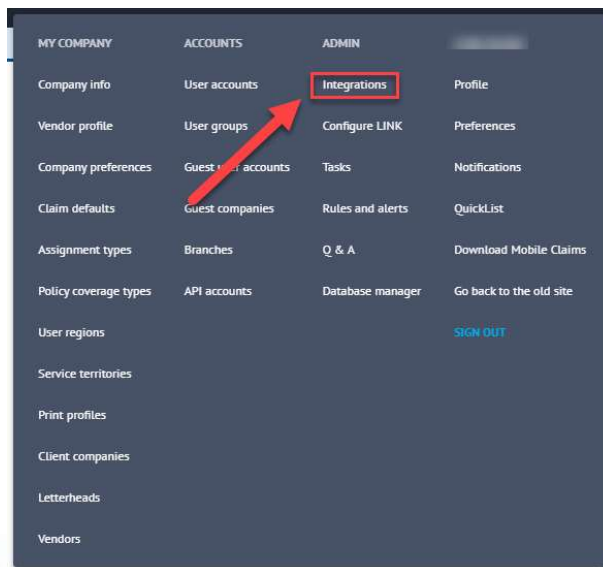 MY COMPANY
Company info
Vendor profile
Company preferences
Claim defaults
Assignment types
Policy coverage types
User regions
Service territories
Print profiles
Client companies
Letterheads
Vendors
ACCOUNTS
User accounts
User groups
Guest user accounts
Guest companies
Branches
API accounts
ADMIN
Integrations
Configure LINK
Tasks
Rules and alerts
Q & A
Database manager
Profile
Preferences
Notifications
QuickList
Download Mobile Claims
Go back to the old site
SIGN OUT